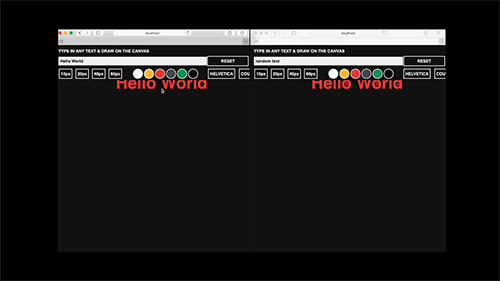 TYPE IN ANY TEXT & DRAW ON THE CANVAS
Hello World
RESET
10px 20px 40px 60px
HELVETICA
COU
Hello World
TYPE IN ANY TEXT & DRAW ON THE CANVAS
random text
RESET
10px 20px 40px 60px
HELVETICA
COU
Hello World